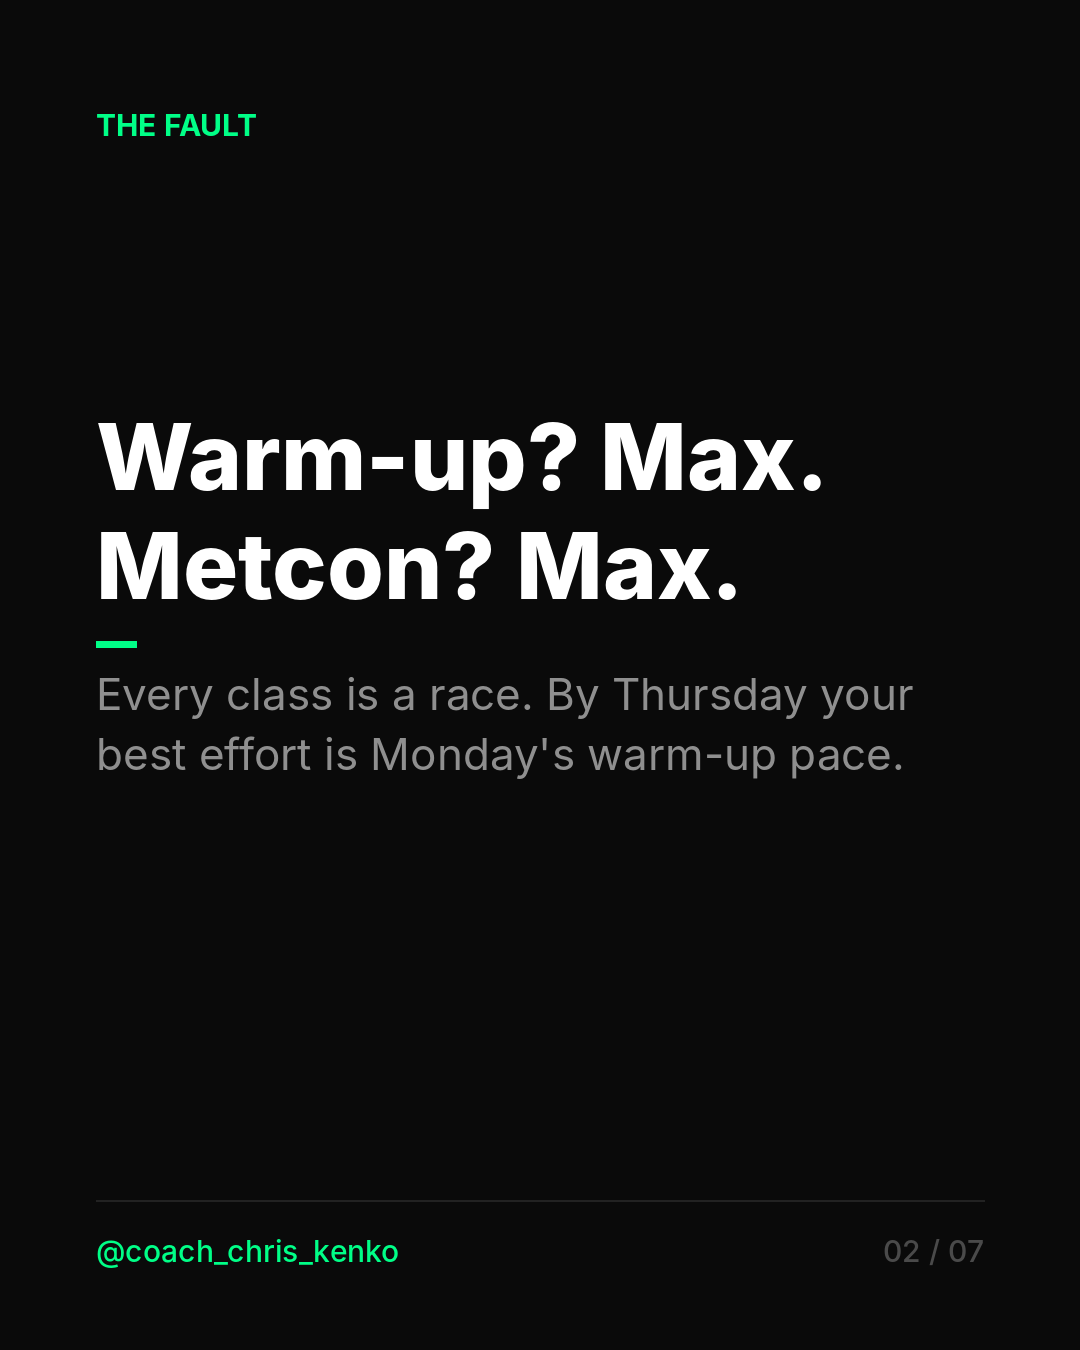 THE FAULT
Warm-up? Max.
Metcon? Max.
Every class is a race. By Thursday your
best effort is Monday's warm-up pace.
@coach_chris_kenko
02 / 07